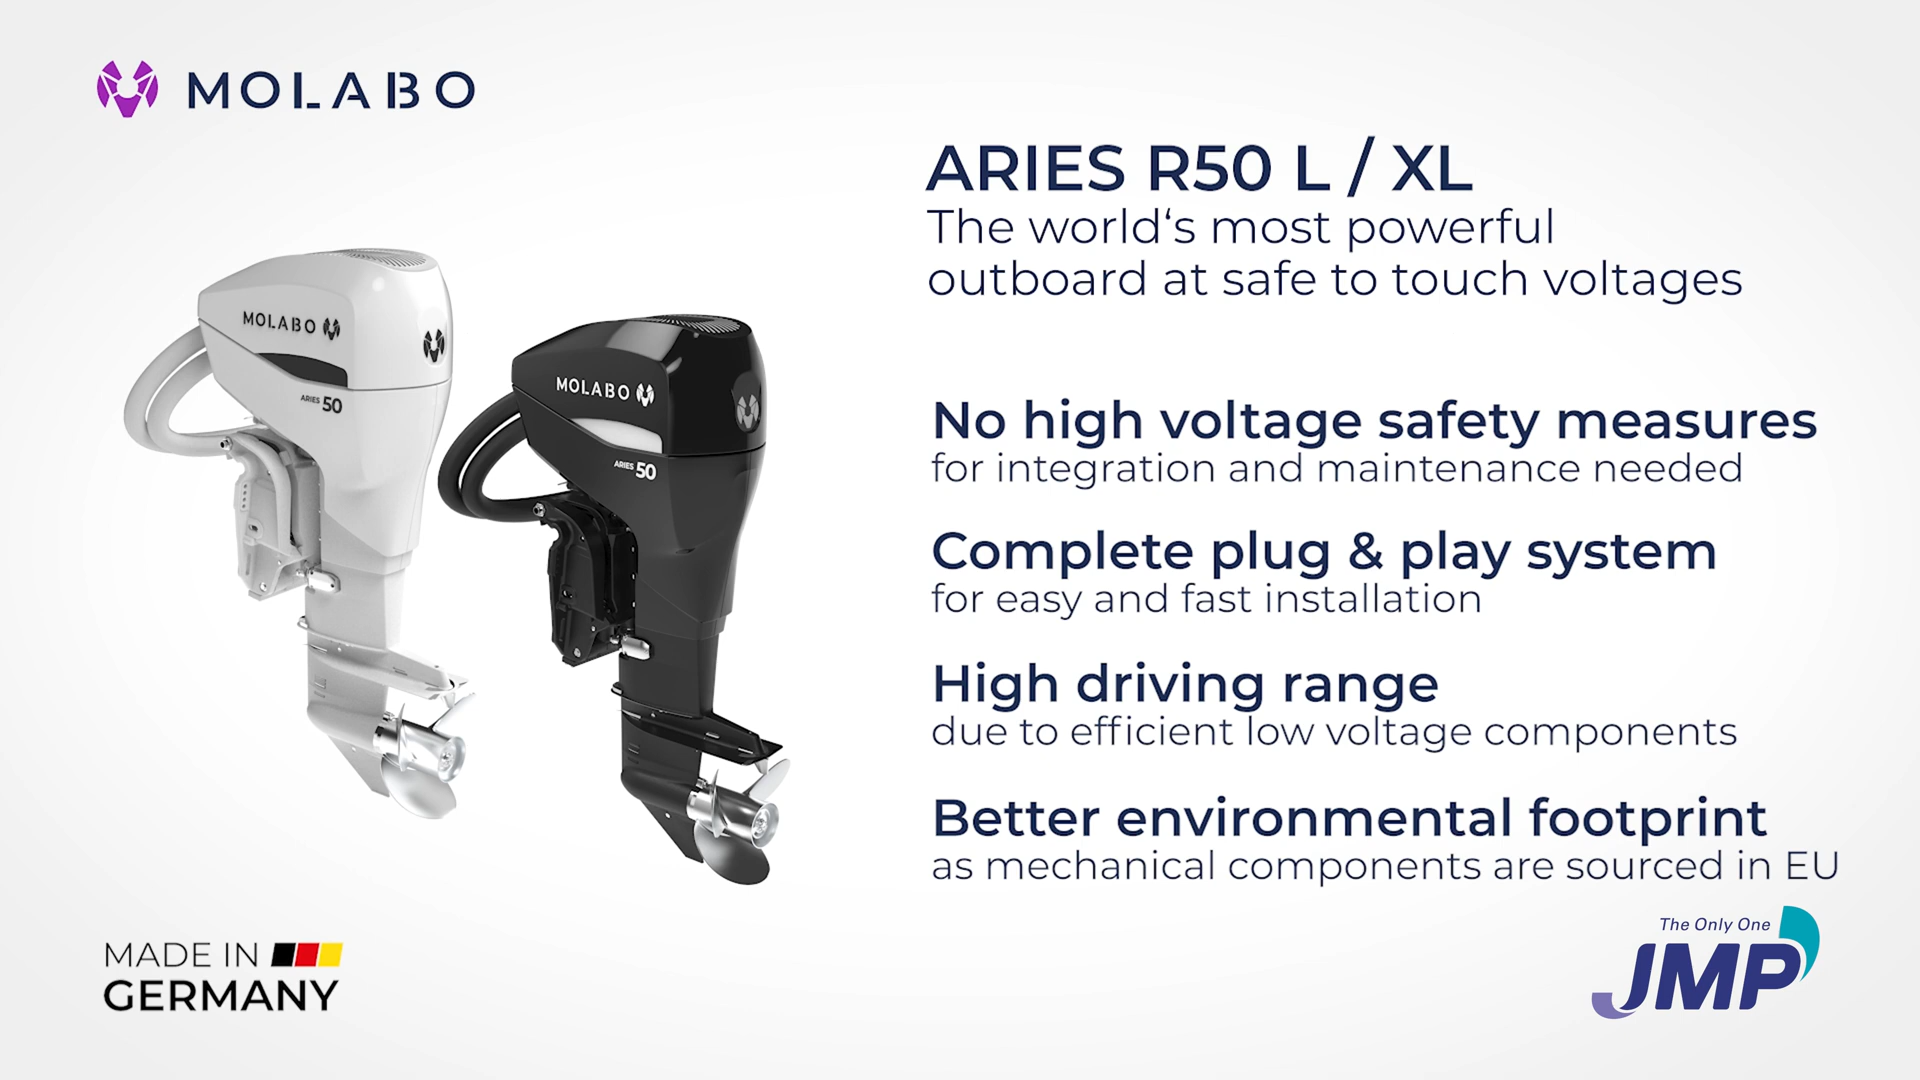 MOLABO
ARIES R50 L / XL
The world‘s most powerful
outboard at safe to touch voltages
MOLABO
ARIES 50
MOLABO
ARIES 50
No high voltage safety measures
for integration and maintenance needed
Complete plug & play system
for easy and fast installation
High driving range
due to efficient low voltage components
Better environmental footprint
as mechanical components are sourced in EU
MADE IN
GERMANY
The Only One
JMP